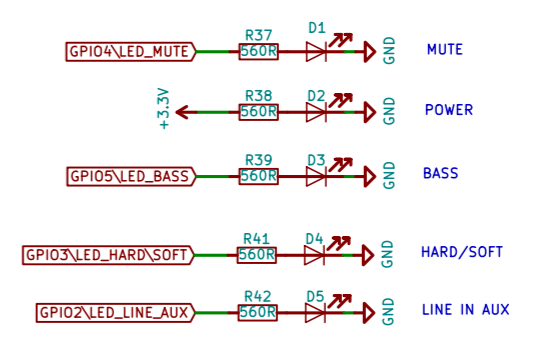 R37 D1
GPIO4\LED_MUTE 560R GND MUTE
R38 D2
+3.3V 560R GND POWER
R39 D3
GPIO5\LED_BASS 560R GND BASS
R41 D4
GPIO3\LED_HARD\SOFT 560R GND HARD/SOFT
R42 D5
GPIO2\LED_LINE_AUX 560R GND LINE IN AUX